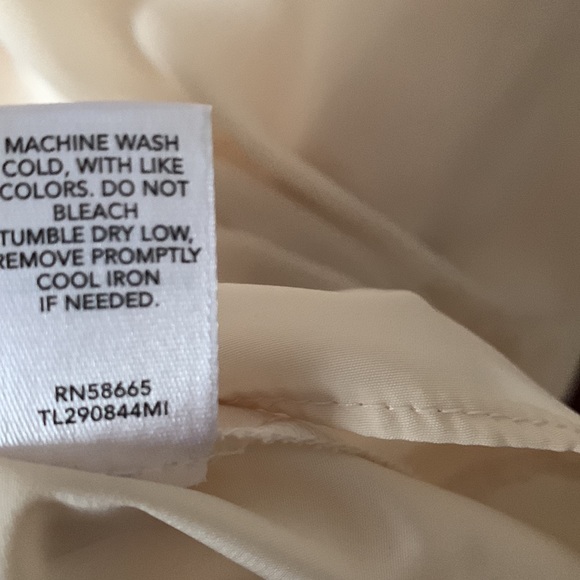 MACHINE WASH
COLD, WITH LIKE
COLORS. DO NOT
BLEACH
TUMBLE DRY LOW,
REMOVE PROMPTLY
COOL IRON
IF NEEDED.
RN58665
TL290844MI